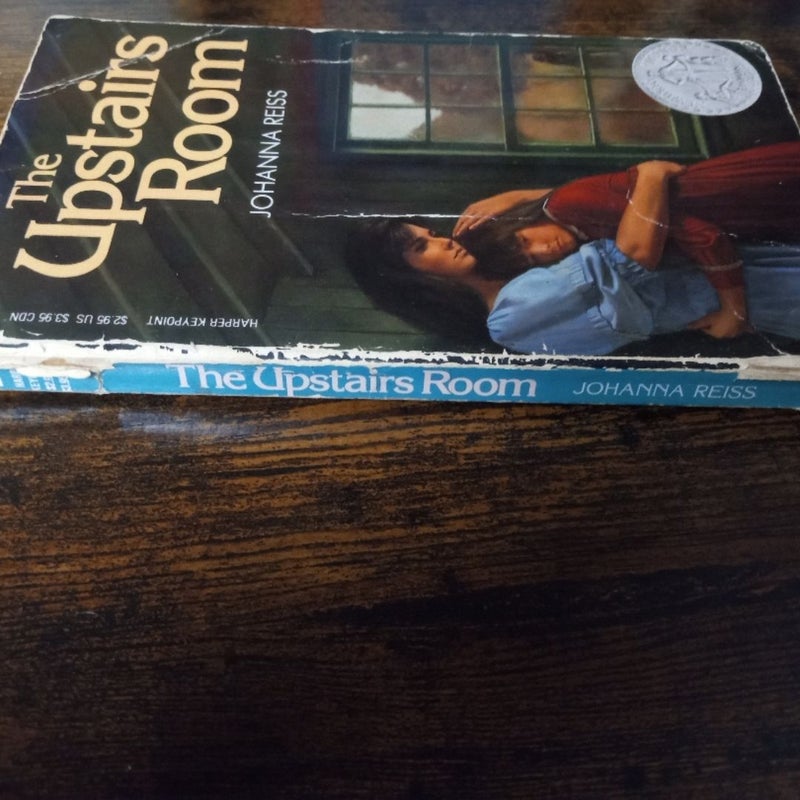 The
Upstairs
Room
JOHANNA REISS
HARPER KEYPOINT
$2.95 US $3.95 CDN
The Upstairs Room
JOHANNA REISS